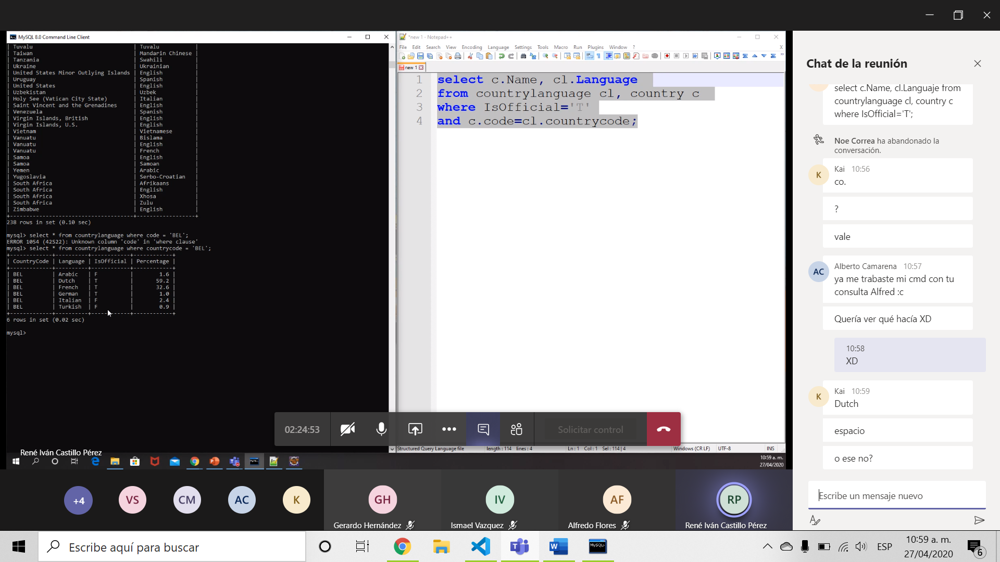 MySQL 8.0 Command Line Client
| Tuvalu | Tuvalu |
| Taiwan | Mandarin Chinese |
| Tanzania | Swahili |
| Ukraine | Ukrainian |
| United States Minor Outlying Islands | English |
| Uruguay | Spanish |
| United States | English |
| Uzbekistan | Uzbek |
| Holy See (Vatican City State) | Italian |
| Saint Vincent and the Grenadines | English |
| Venezuela | Spanish |
| Virgin Islands, British | English |
| Virgin Islands, U.S. | English |
| Vietnam | Vietnamese |
| Vanuatu | Bislama |
| Vanuatu | English |
| Vanuatu | French |
| Samoa | English |
| Samoa | Samoan |
| Yemen | Arabic |
| Yugoslavia | Serbo-Croatian |
| South Africa | Afrikaans |
| South Africa | English |
| South Africa | Xhosa |
| South Africa | Zulu |
| Zimbabwe | English |
238 rows in set (0.10 sec)
mysql> select * from countrylanguage where code = 'BEL';
ERROR 1054 (42S22): Unknown column 'code' in 'where clause'
mysql> select * from countrylanguage where countrycode = 'BEL';
| CountryCode | Language | IsOfficial | Percentage |
| BEL | Arabic | F | 1.6 |
| BEL | Dutch | T | 59.2 |
| BEL | French | T | 32.6 |
| BEL | German | T | 1.0 |
| BEL | Italian | F | 2.4 |
| BEL | Turkish | F | 0.9 |
6 rows in set (0.02 sec)
mysql>
*new 1 - Notepad++
File Edit Search View Encoding Language Settings Tools Macro Run Plugins Window ? X
new 1
1 select c.Name, cl.Language
2 from countrylanguage cl, country c
3 where IsOfficial='T'
4 and c.code=cl.countrycode;
Structured Query Language file length : 114 lines : 4 Ln : 1 Col : 1 Sel : 114 | 4 Windows (CR LF) UTF-8 INS
02:24:53
Solicitar control
René Iván Castillo Pérez
10:59 a. m.
27/04/2020
+4
VS
CM
AC
K
GH
Gerardo Hernández
IV
Ismael Vazquez
AF
Alfredo Flores
RP
René Iván Castillo Pérez
Chat de la reunión
select c.Name, cl.Languaje from
countrylanguage cl, country c
where IsOfficial='T';
Noe Correa ha abandonado la
conversación.
K
Kai 10:56
co.
?
vale
AC
Alberto Camarena 10:57
ya me trabaste mi cmd con tu
consulta Alfred :c
Quería ver qué hacía XD
10:58
XD
K
Kai 10:59
Dutch
espacio
o ese no?
Escribe un mensaje nuevo
Escribe aquí para buscar
MySQL>
ESP
10:59 a. m.
27/04/2020
6